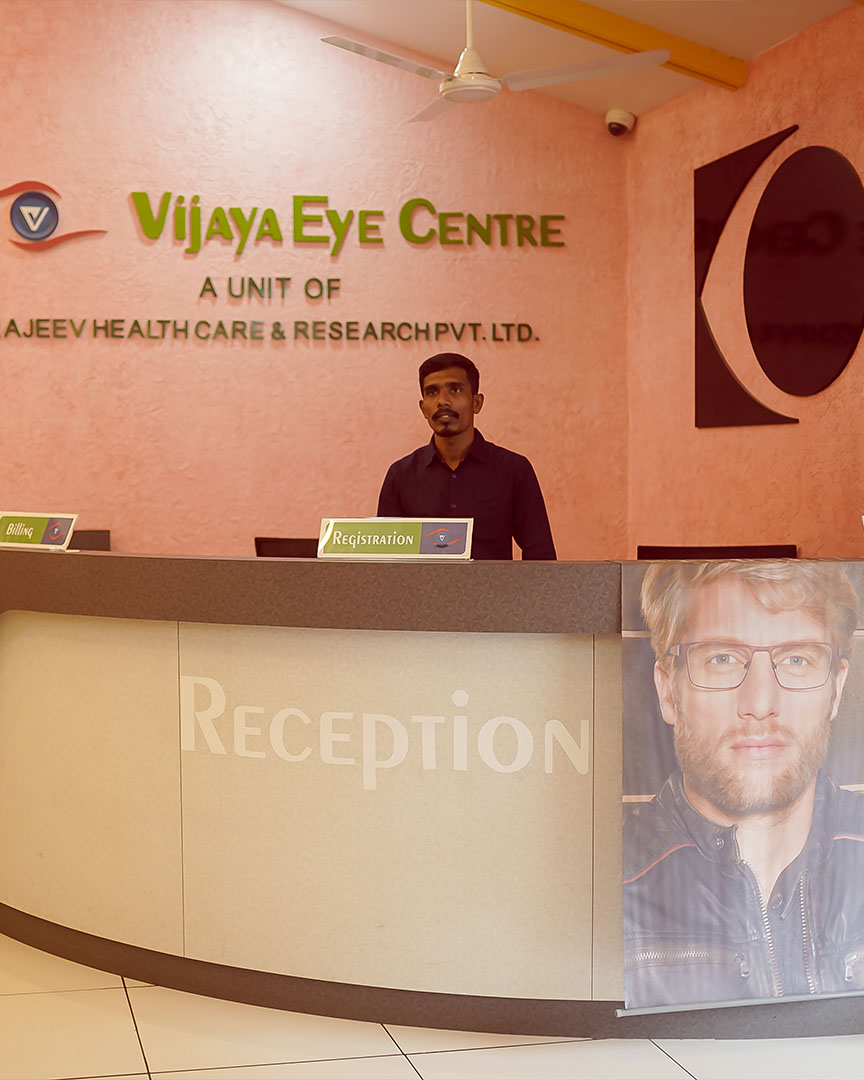 V
VIJAYA EYE CENTRE
A UNIT OF
AJEEV HEALTH CARE & RESEARCH PVT. LTD.
Billing
REGISTRATION
RECEPTION